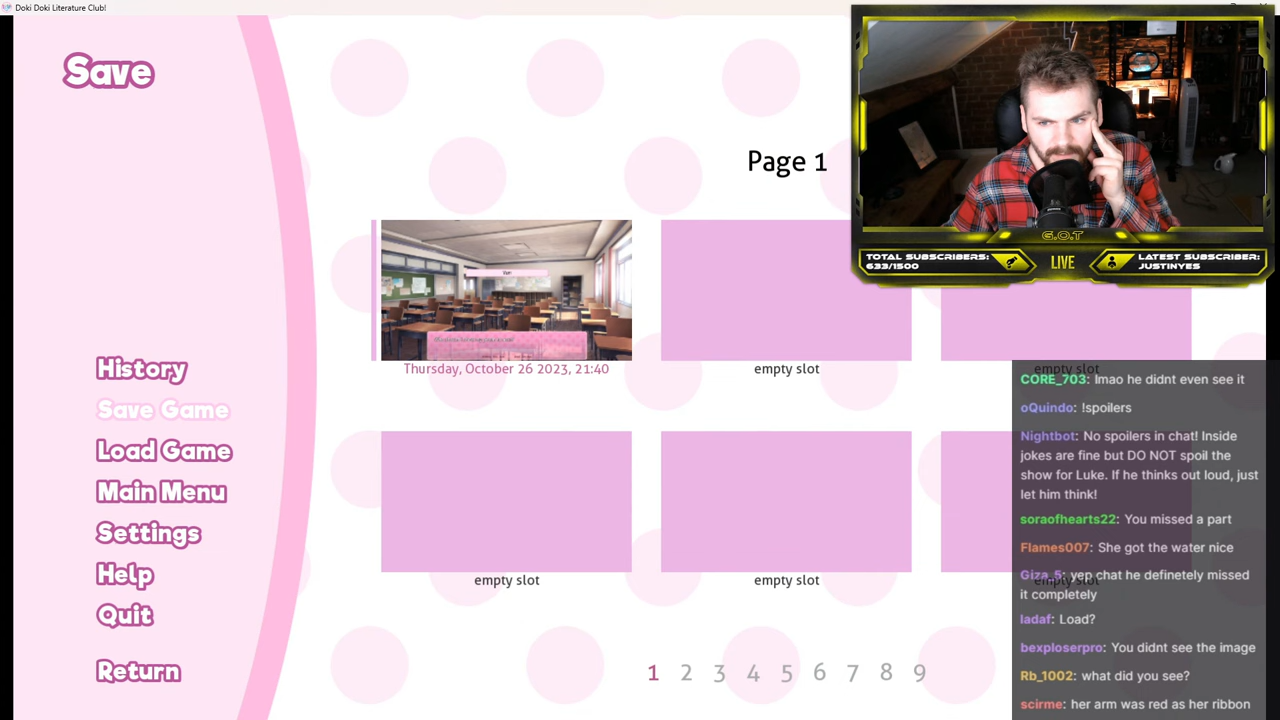 Doki Doki Literature Club!
Save
Page 1
Yuri
Thursday, October 26 2023, 21:40
empty slot
empty slot
empty slot
empty slot
empty slot
History
Save Game
Load Game
Main Menu
Settings
Help
Quit
Return
1 2 3 4 5 6 7 8 9
G.O.T
TOTAL SUBSCRIBERS:
633/1500
LIVE
LATEST SUBSCRIBER:
JUSTINYES
CORE_703: lmao he didnt even see it
oQuindo: !spoilers
Nightbot: No spoilers in chat! Inside
jokes are fine but DO NOT spoil the
show for Luke. If he thinks out loud, just
let him think!
soraofhearts22: You missed a part
Flames007: She got the water nice
Giza_5: yep chat he definetely missed
it completely
ladaf: Load?
bexploserpro: You didnt see the image
Rb_1002: what did you see?
scirme: her arm was red as her ribbon